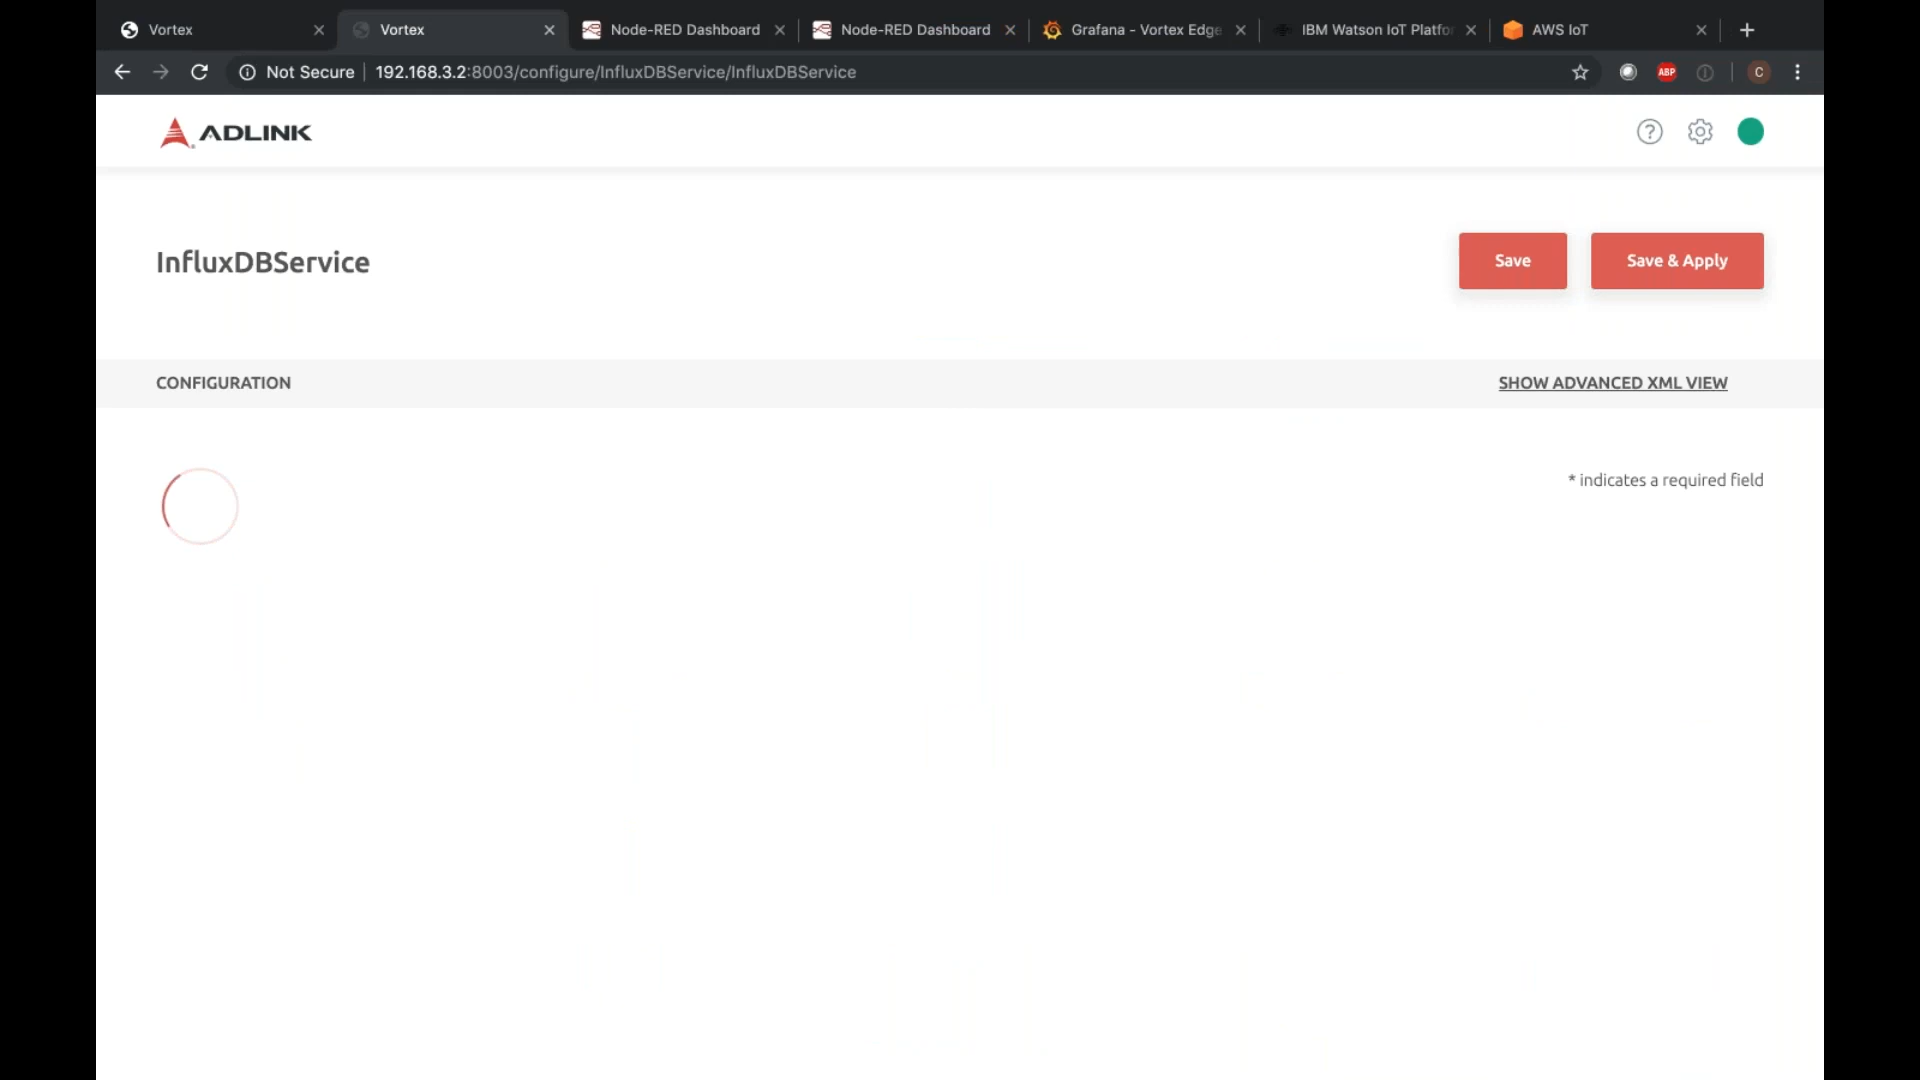 Vortex
Vortex
Node-RED Dashboard
Node-RED Dashboard
Grafana - Vortex Edge
IBM Watson IoT Platfor
AWS IoT
Not Secure
192.168.3.2:8003/configure/InfluxDBService/InfluxDBService
ABP
C
ADLINK
?
InfluxDBService
Save
Save & Apply
CONFIGURATION
SHOW ADVANCED XML VIEW
* indicates a required field